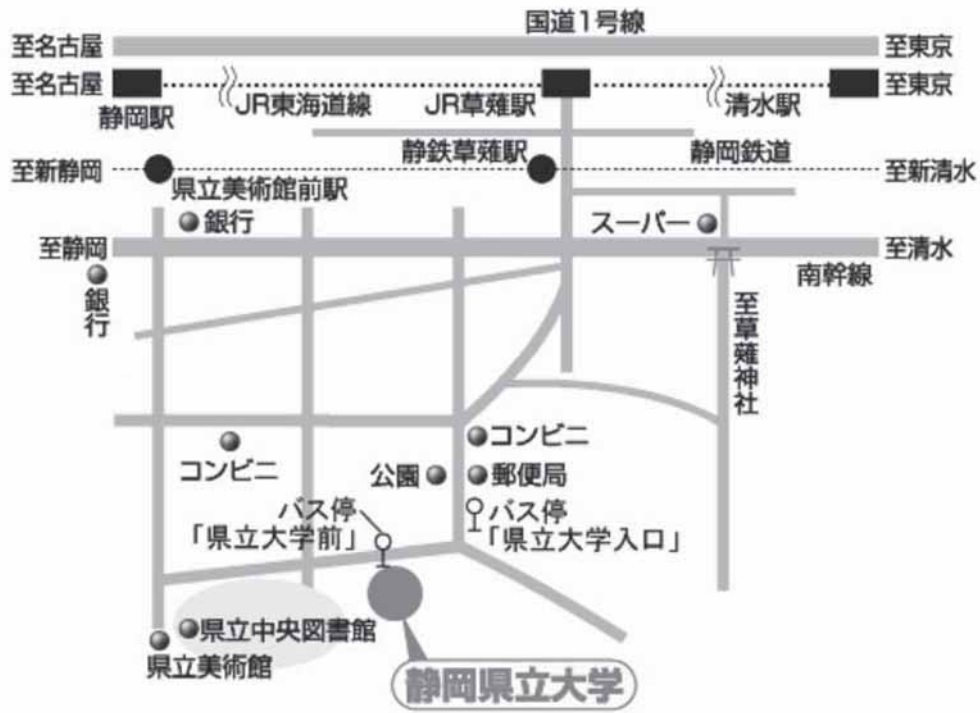 国道1号線
至名古屋
至東京
至名古屋
至東京
静岡駅
JR東海道線
JR草薙駅
清水駅
静鉄草薙駅
静岡鉄道
至新静岡
至新清水
県立美術館前駅
銀行
スーパー
至静岡
至清水
南幹線
銀行
至草薙神社
コンビニ
コンビニ
公園
郵便局
バス停
「県立大学前」
バス停
「県立大学入口」
県立中央図書館
県立美術館
静岡県立大学